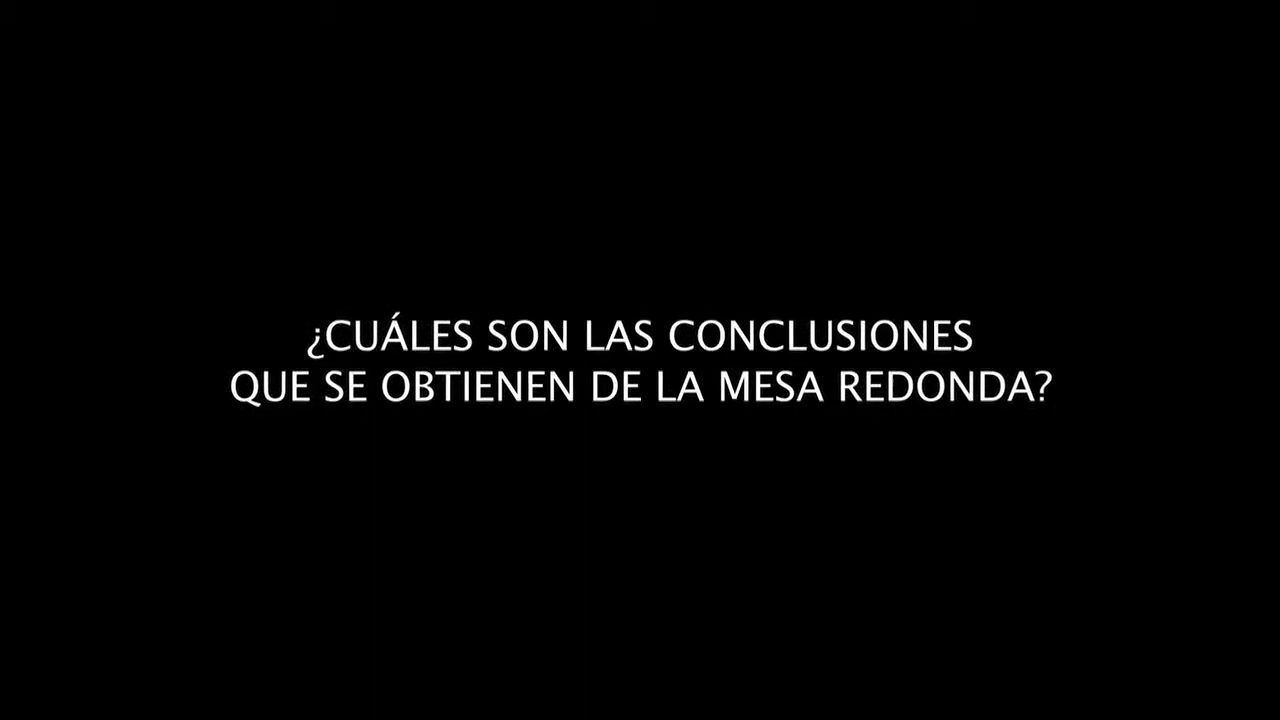 ¿CUÁLES SON LAS CONCLUSIONES
QUE SE OBTIENEN DE LA MESA REDONDA?